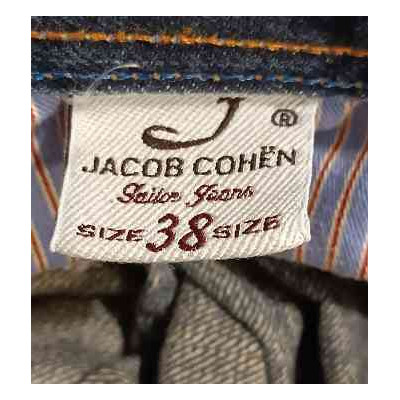 J ®
JACOB COHËN
Tailor Jeans
SIZE 38 SIZE